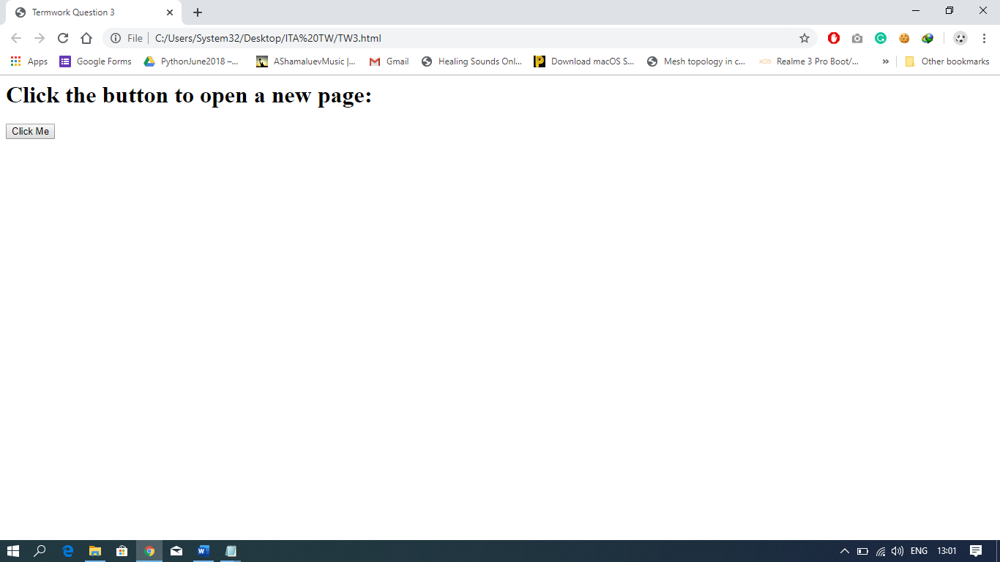 Termwork Question 3
File C:/Users/System32/Desktop/ITA%20TW/TW3.html
Apps Google Forms PythonJune2018 –... AShamaluevMusic |... Gmail Healing Sounds Onl... Download macOS S... Mesh topology in c... xda Realme 3 Pro Boot/... » Other bookmarks
Click the button to open a new page:
Click Me
ENG 13:01